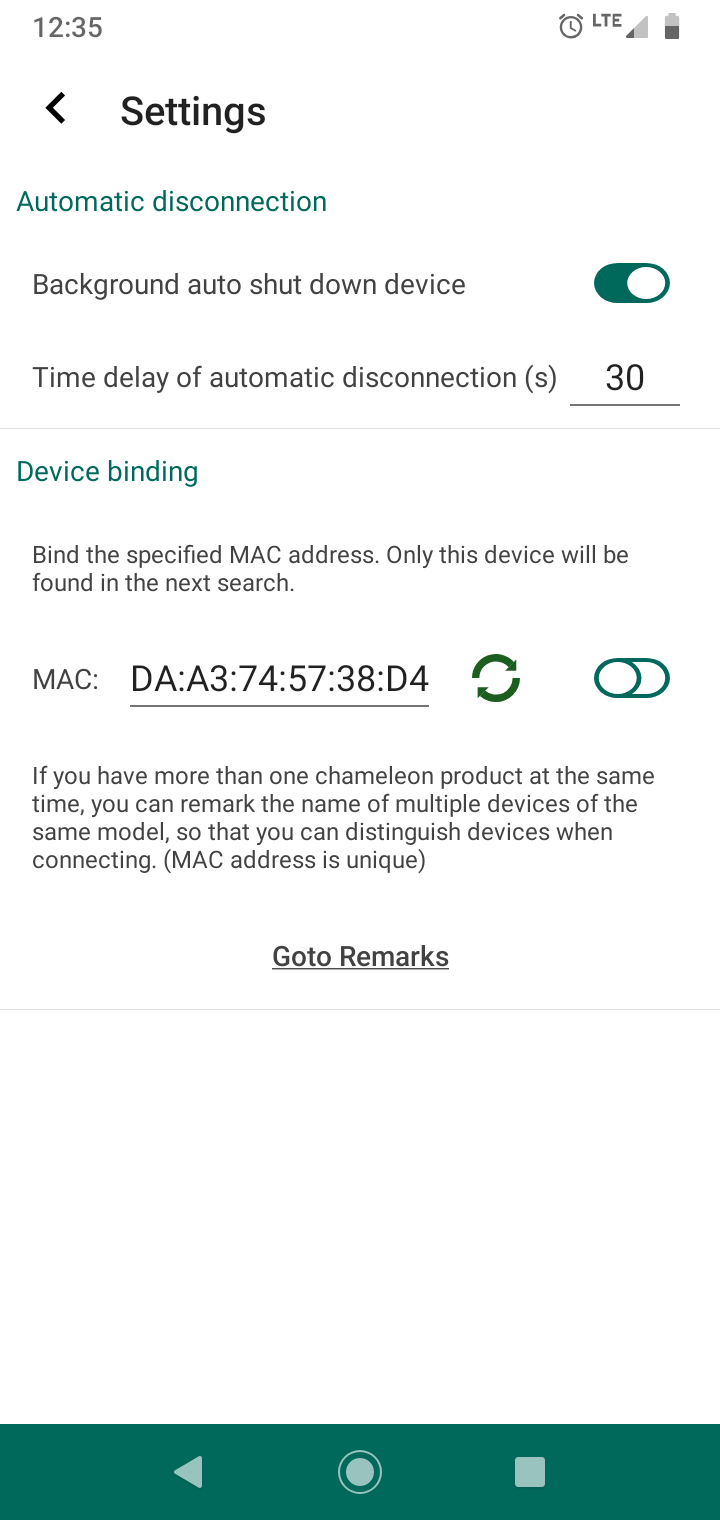 12:35
LTE
Settings
Automatic disconnection
Background auto shut down device
Time delay of automatic disconnection (s) 30
Device binding
Bind the specified MAC address. Only this device will be
found in the next search.
MAC: DA:A3:74:57:38:D4
If you have more than one chameleon product at the same
time, you can remark the name of multiple devices of the
same model, so that you can distinguish devices when
connecting. (MAC address is unique)
Goto Remarks